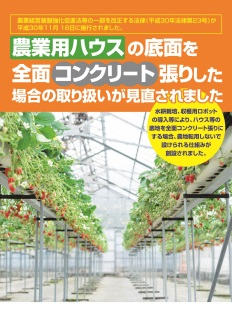 農業経営基盤強化促進法等の一部を改正する法律(平成30年法律第23号)が
平成30年11月16日に施行されました。
農業用ハウスの底面を
全面コンクリート張りした
場合の取り扱いが見直されました
水耕栽培、収穫用ロボット
の導入等により、ハウス等の
底地を全面コンクリート張りに
する場合、農地転用しないで
設けられる仕組みが
創設されました。